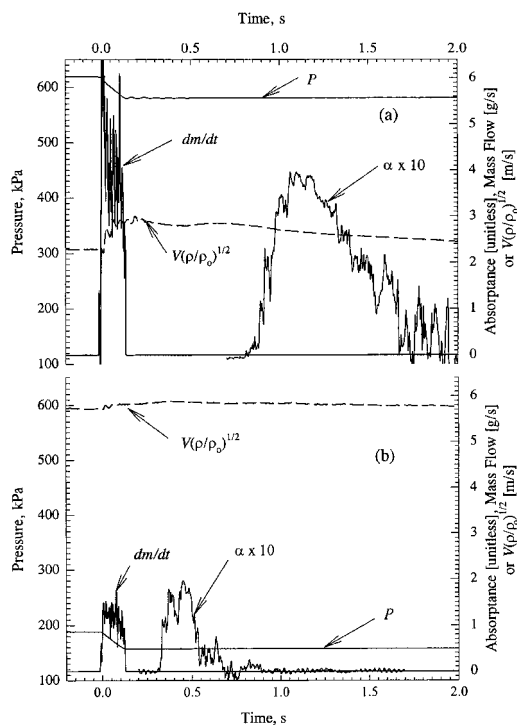 Time, s
0.0 0.5 1.0 1.5 2.0
600
500
400
300
200
100
Pressure, kPa
P
(a)
dm/dt
α x 10
V(ρ/ρₒ)^1/2
6
5
4
3
2
1
0
Absorptance [unitless], Mass Flow [g/s]
or V(ρ/ρₒ)^1/2 [m/s]
600
500
400
300
200
100
Pressure, kPa
V(ρ/ρₒ)^1/2
(b)
dm/dt
α x 10
P
6
5
4
3
2
1
0
Absorptance [unitless], Mass Flow [g/s]
or V(ρ/ρₒ)^1/2 [m/s]
0.0 0.5 1.0 1.5 2.0
Time, s